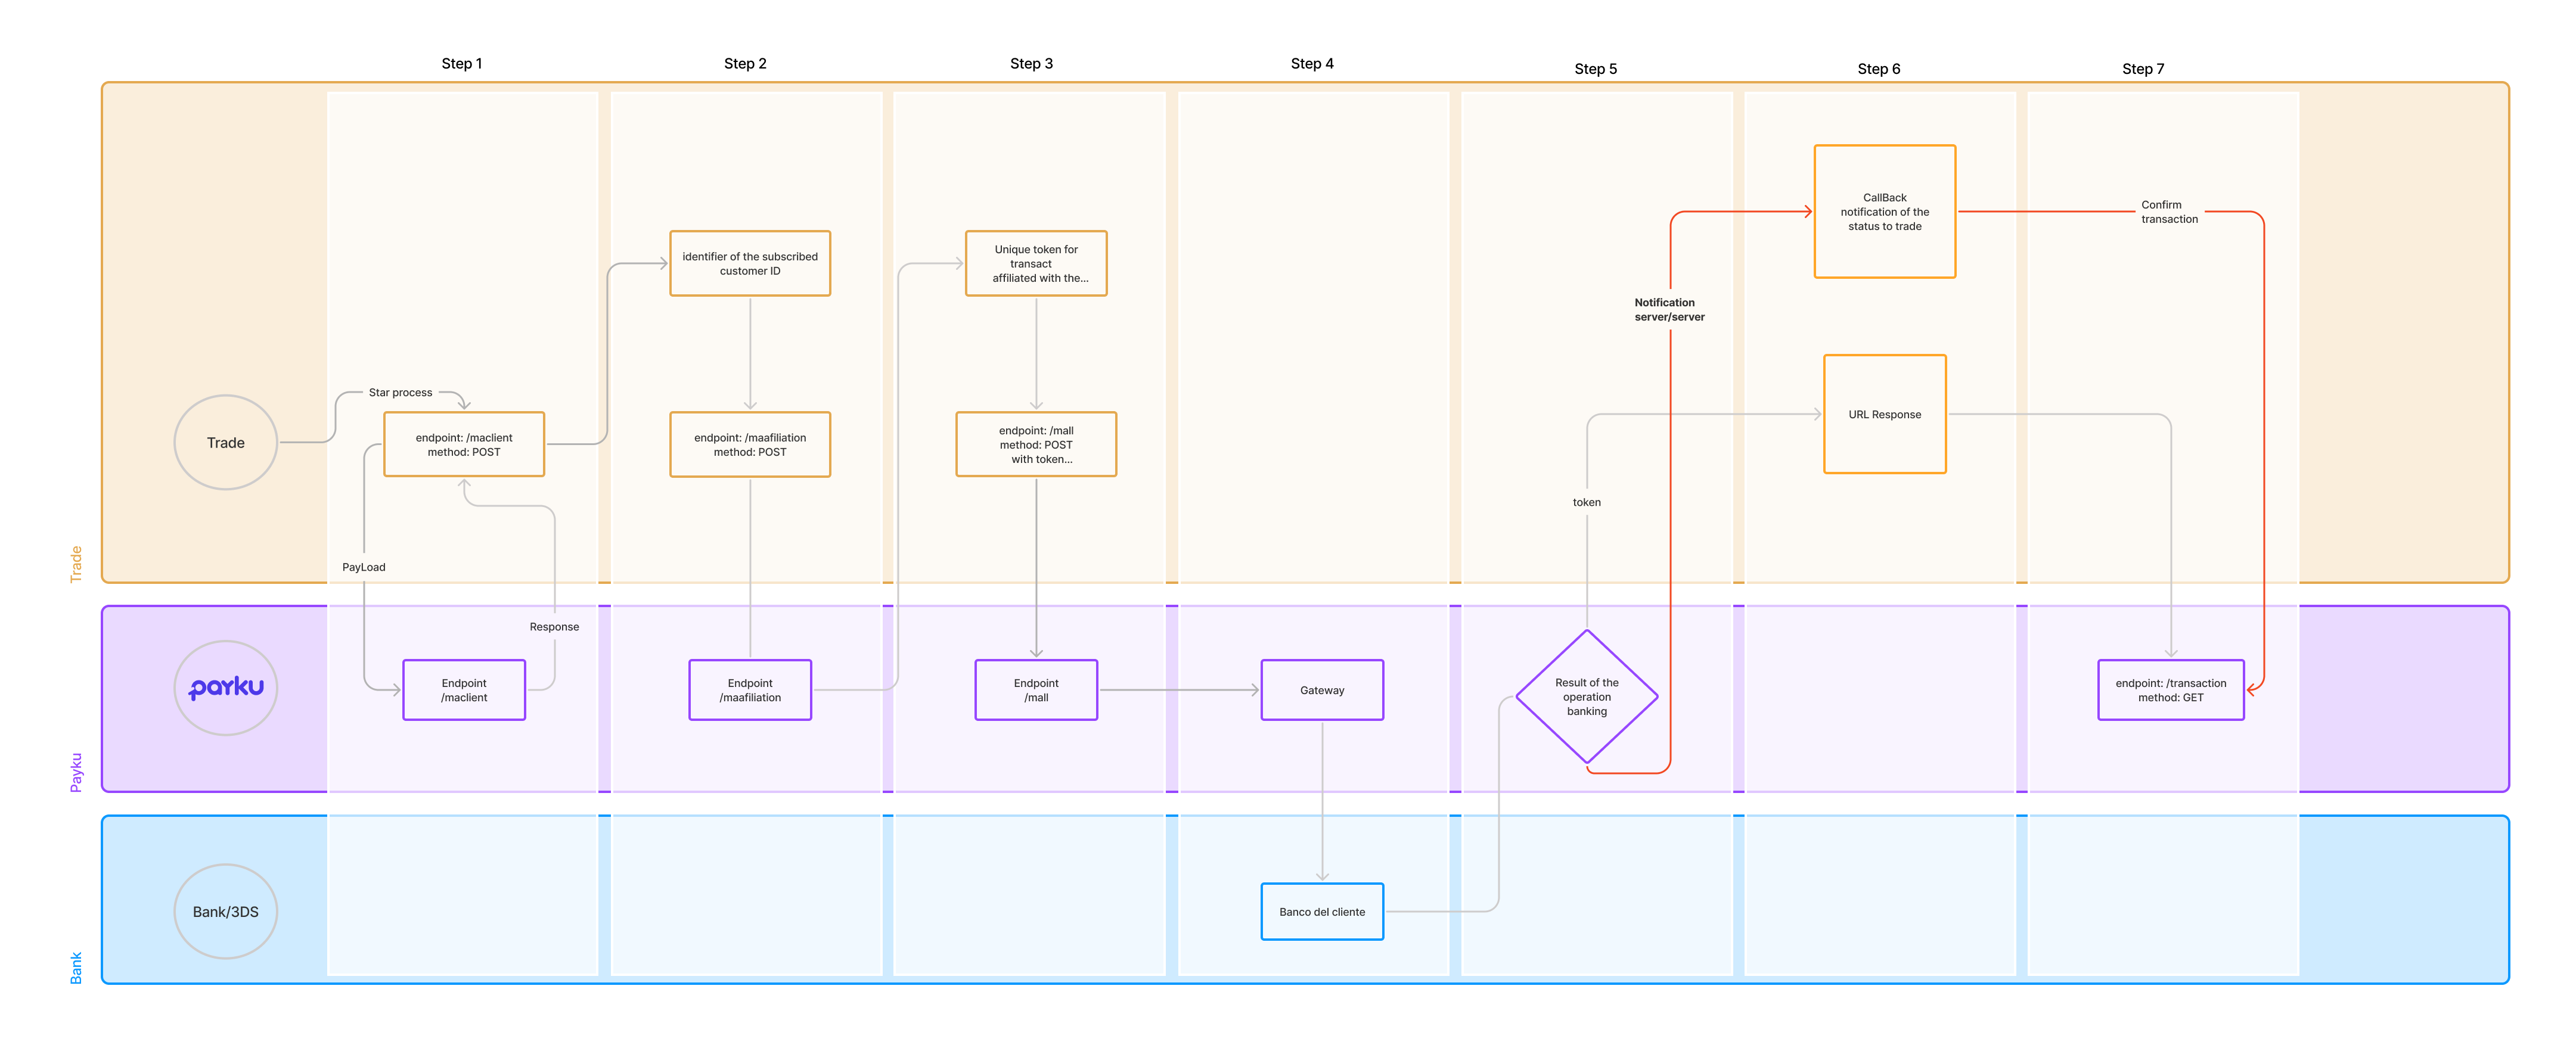 Step 1
Step 2
Step 3
Step 4
Step 5
Step 6
Step 7
Trade
Trade
Star process
endpoint: /maclient
method: POST
PayLoad
Response
identifier of the subscribed
customer ID
endpoint: /maafiliation
method: POST
Unique token for
transact
affiliated with the...
endpoint: /mall
method: POST
with token...
Notification
server/server
token
CallBack
notification of the
status to trade
URL Response
Confirm
transaction
Payku
payku
Endpoint
/maclient
Endpoint
/maafiliation
Endpoint
/mall
Gateway
Result of the
operation
banking
endpoint: /transaction
method: GET
Bank
Bank/3DS
Banco del cliente